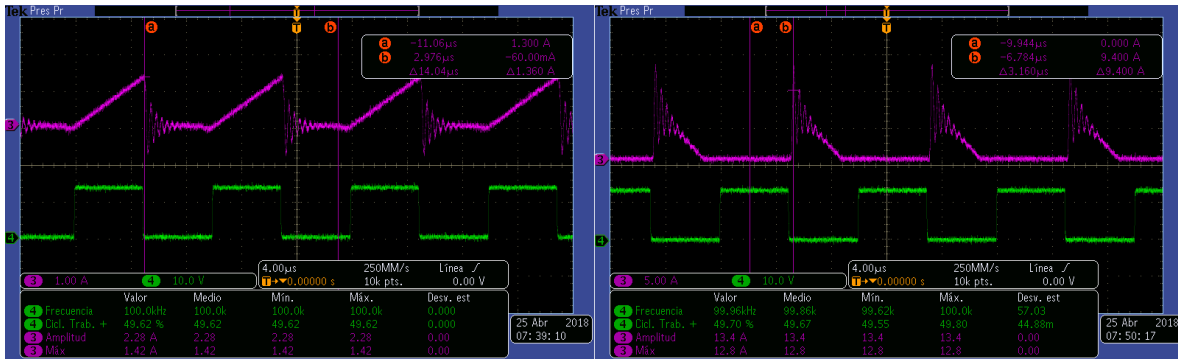 Tek Pres Pr
T
a
b
T
a -11.06µs 1.300 A
b 2.976µs -60.00mA
Δ14.04µs Δ1.360 A
3
4
3 1.00 A 4 10.0 V
4.00µs 250MM/s Línea
T→▼0.00000 s 10k pts. 0.00 V
Valor Medio Mín. Máx. Desv. est
4 Frecuencia 100.0kHz 100.0k 100.0k 100.0k 0.000
4 Cicl. Trab. + 49.62 % 49.62 49.62 49.62 0.000
3 Amplitud 2.28 A 2.28 2.28 2.28 0.00
3 Máx 1.42 A 1.42 1.42 1.42 0.00
25 Abr 2018
07:39:10
Tek Pres Pr
T
a
b
T
a -9.944µs 0.000 A
b -6.784µs 9.400 A
Δ3.160µs Δ9.400 A
3
4
3 5.00 A 4 10.0 V
4.00µs 250MM/s Línea
T→▼0.00000 s 10k pts. 0.00 V
Valor Medio Mín. Máx. Desv. est
4 Frecuencia 99.96kHz 99.86k 99.62k 100.0k 57.03
4 Cicl. Trab. + 49.70 % 49.67 49.55 49.80 44.88m
3 Amplitud 13.4 A 13.4 13.4 13.4 0.00
3 Máx 12.8 A 12.8 12.8 12.8 0.00
25 Abr 2018
07:50:17